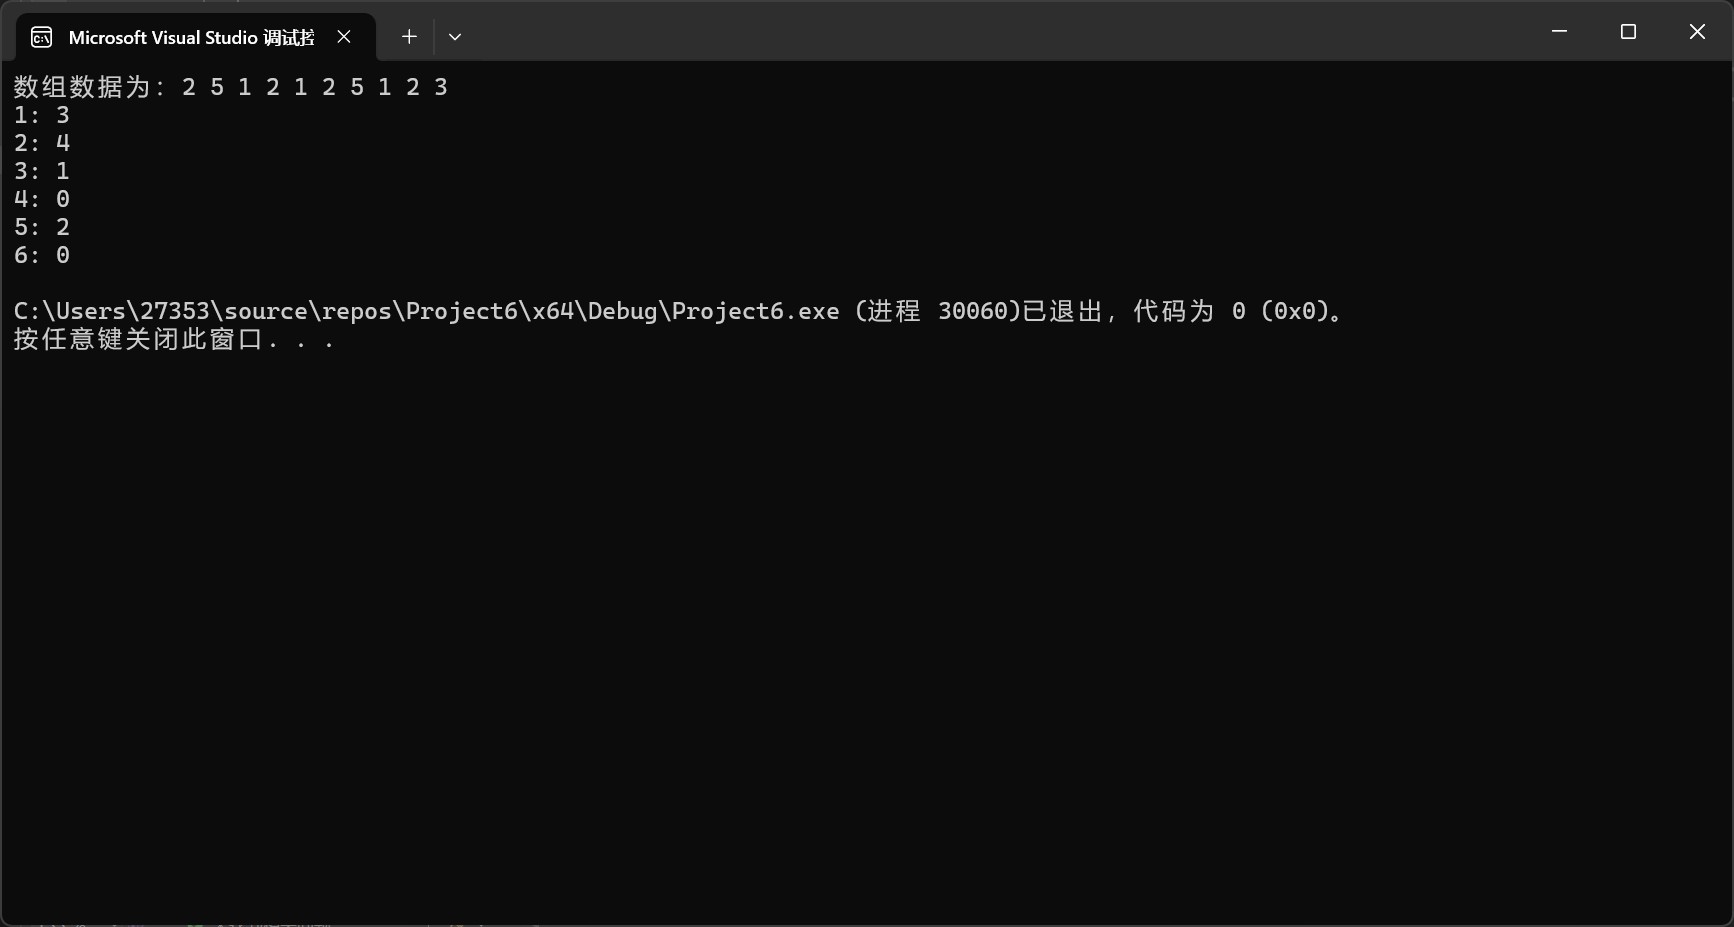 Microsoft Visual Studio 调试控
数组数据为: 2 5 1 2 1 2 5 1 2 3
1: 3
2: 4
3: 1
4: 0
5: 2
6: 0
C:\Users\27353\source\repos\Project6\x64\Debug\Project6.exe (进程 30060)已退出，代码为 0 (0x0)。
按任意键关闭此窗口. . .